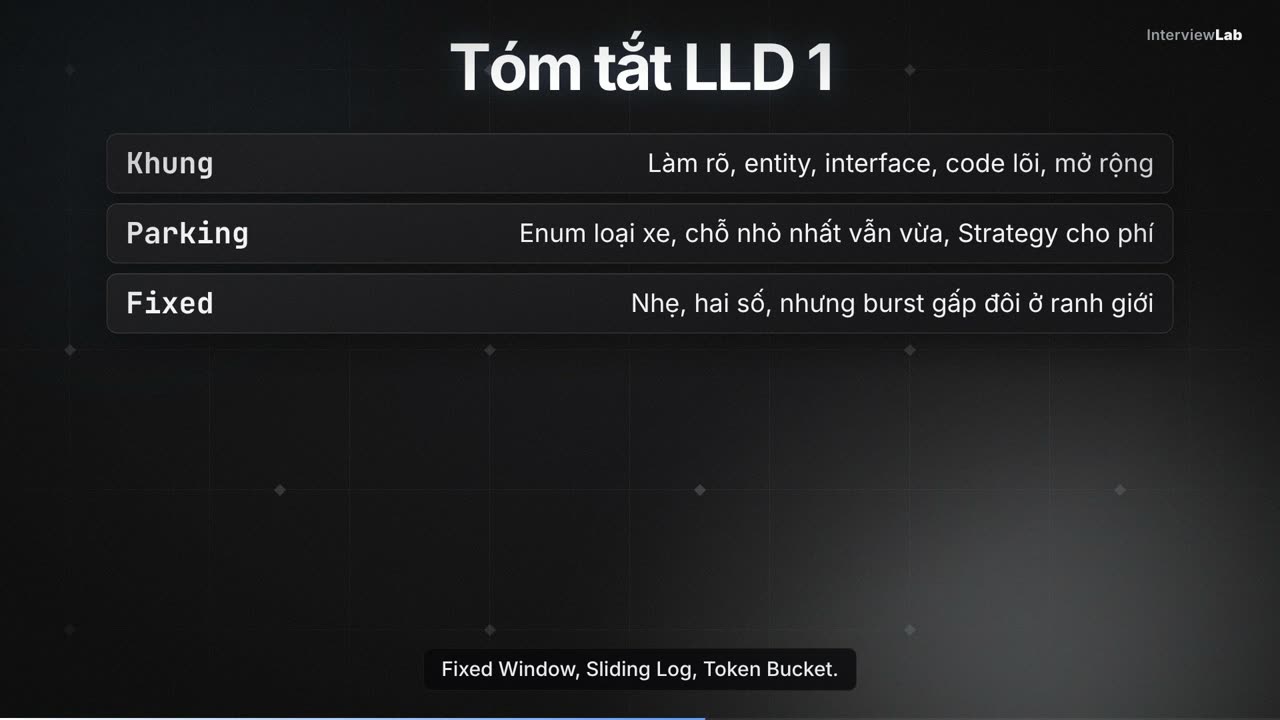 InterviewLab
Tóm tắt LLD 1
Khung
Làm rõ, entity, interface, code lõi, mở rộng
Parking
Enum loại xe, chỗ nhỏ nhất vẫn vừa, Strategy cho phí
Fixed
Nhẹ, hai số, nhưng burst gấp đôi ở ranh giới
Fixed Window, Sliding Log, Token Bucket.